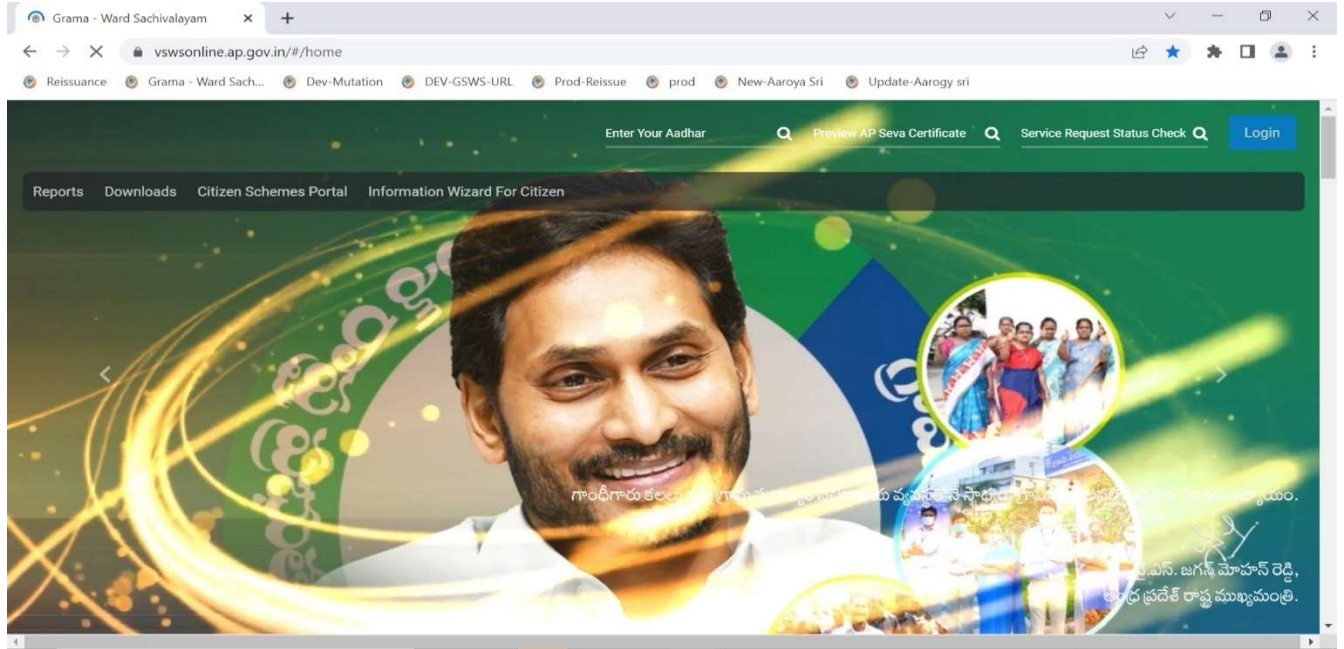 Grama - Ward Sachivalayam
vswsonline.ap.gov.in/#/home
Reissuance Grama - Ward Sach... Dev-Mutation DEV-GSWS-URL Prod-Reissue prod New-Aaroya Sri Update-Aarogy sri
Enter Your Aadhar Preview AP Seva Certificate Service Request Status Check Login
Reports Downloads Citizen Schemes Portal Information Wizard For Citizen
గాంధీగారు కలలు
వై.ఎస్. జగన్ మోహన్ రెడ్డి,
ఆంధ్ర ప్రదేశ్ రాష్ట్ర ముఖ్యమంత్రి.